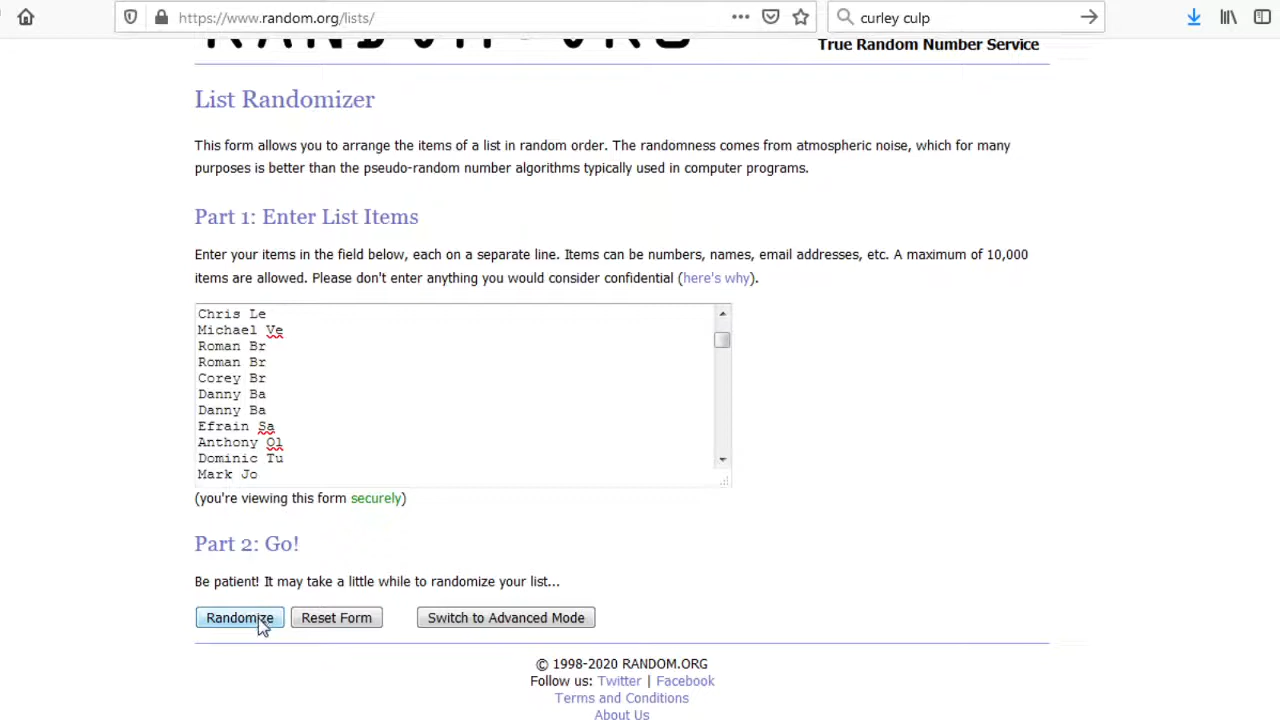 https://www.random.org/lists/
curley culp
RANDOM.ORG
True Random Number Service
List Randomizer
This form allows you to arrange the items of a list in random order. The randomness comes from atmospheric noise, which for many
purposes is better than the pseudo-random number algorithms typically used in computer programs.
Part 1: Enter List Items
Enter your items in the field below, each on a separate line. Items can be numbers, names, email addresses, etc. A maximum of 10,000
items are allowed. Please don't enter anything you would consider confidential (here's why).
Chris Le
Michael Ve
Roman Br
Roman Br
Corey Br
Danny Ba
Danny Ba
Efrain Sa
Anthony Ol
Dominic Tu
Mark Jo
(you're viewing this form securely)
Part 2: Go!
Be patient! It may take a little while to randomize your list...
Randomize Reset Form Switch to Advanced Mode
© 1998-2020 RANDOM.ORG
Follow us: Twitter | Facebook
Terms and Conditions
About Us